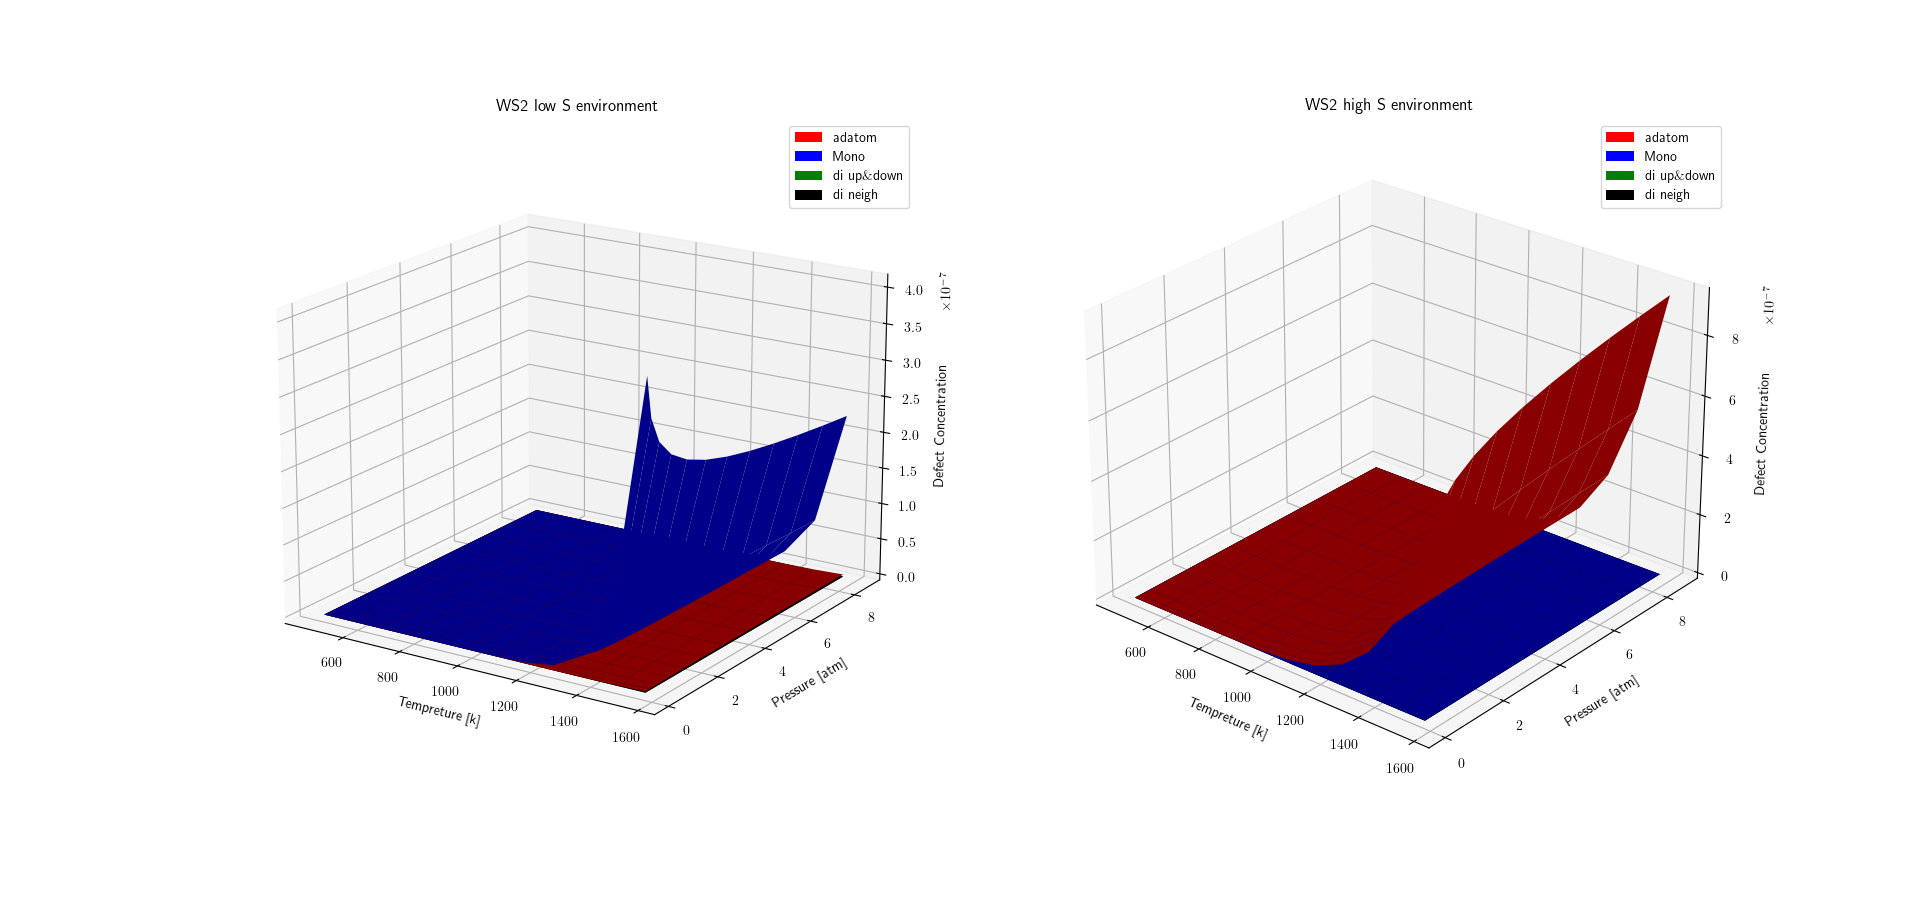 WS2 low S environment
adatom
Mono
di up&down
di neigh
4.0
3.5
3.0
2.5
2.0
1.5
1.0
0.5
0.0
×10⁻⁷
Defect Concentration
600
800
1000
1200
1400
1600
Tempreture [k]
0
2
4
6
8
Pressure [atm]
WS2 high S environment
adatom
Mono
di up&down
di neigh
8
6
4
2
0
×10⁻⁷
Defect Concentration
600
800
1000
1200
1400
1600
Tempreture [k]
0
2
4
6
8
Pressure [atm]